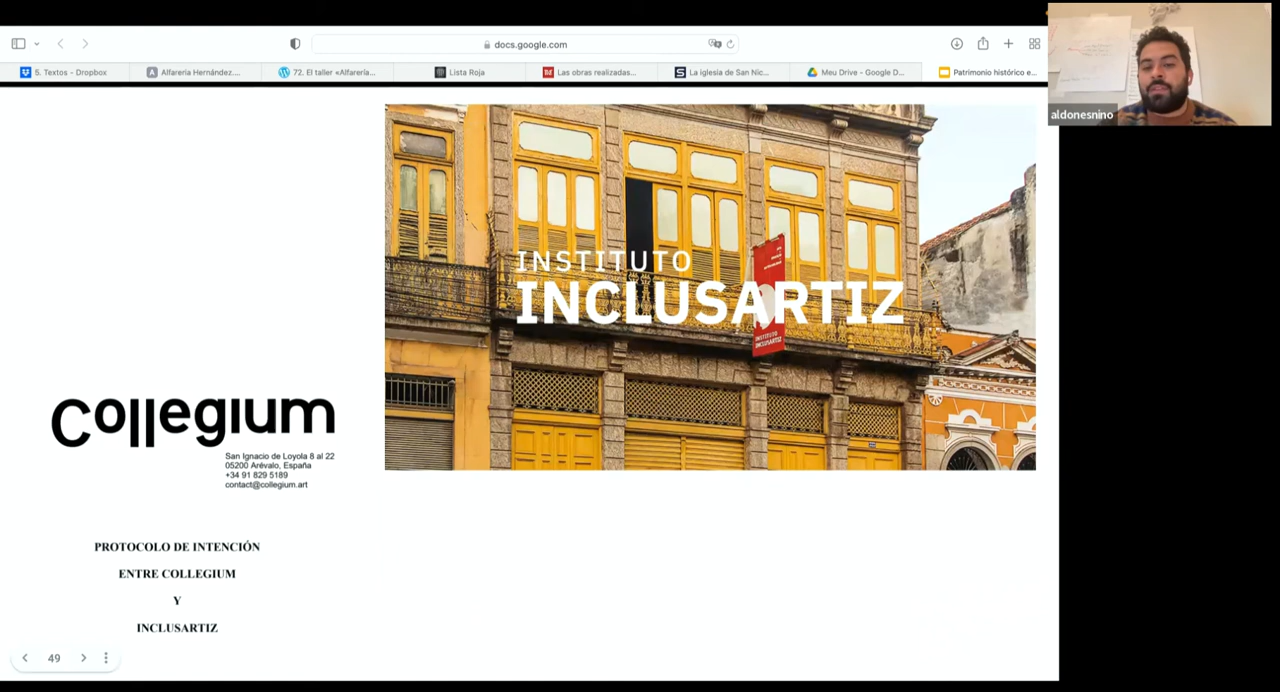 docs.google.com
5. Textos - Dropbox
Alfarería Hernández....
72. El taller «Alfarería...
Lista Roja
Las obras realizadas...
La iglesia de San Nic...
Meu Drive - Google D...
Patrimonio histórico e...
aldonesnino
INSTITUTO
INCLUSARTIZ
INSTITUTO
INCLUSARTIZ
Collegium
San Ignacio de Loyola 8 al 22
05200 Arévalo, España
+34 91 829 5189
contact@collegium.art
PROTOCOLO DE INTENCIÓN
ENTRE COLLEGIUM
Y
INCLUSARTIZ
49